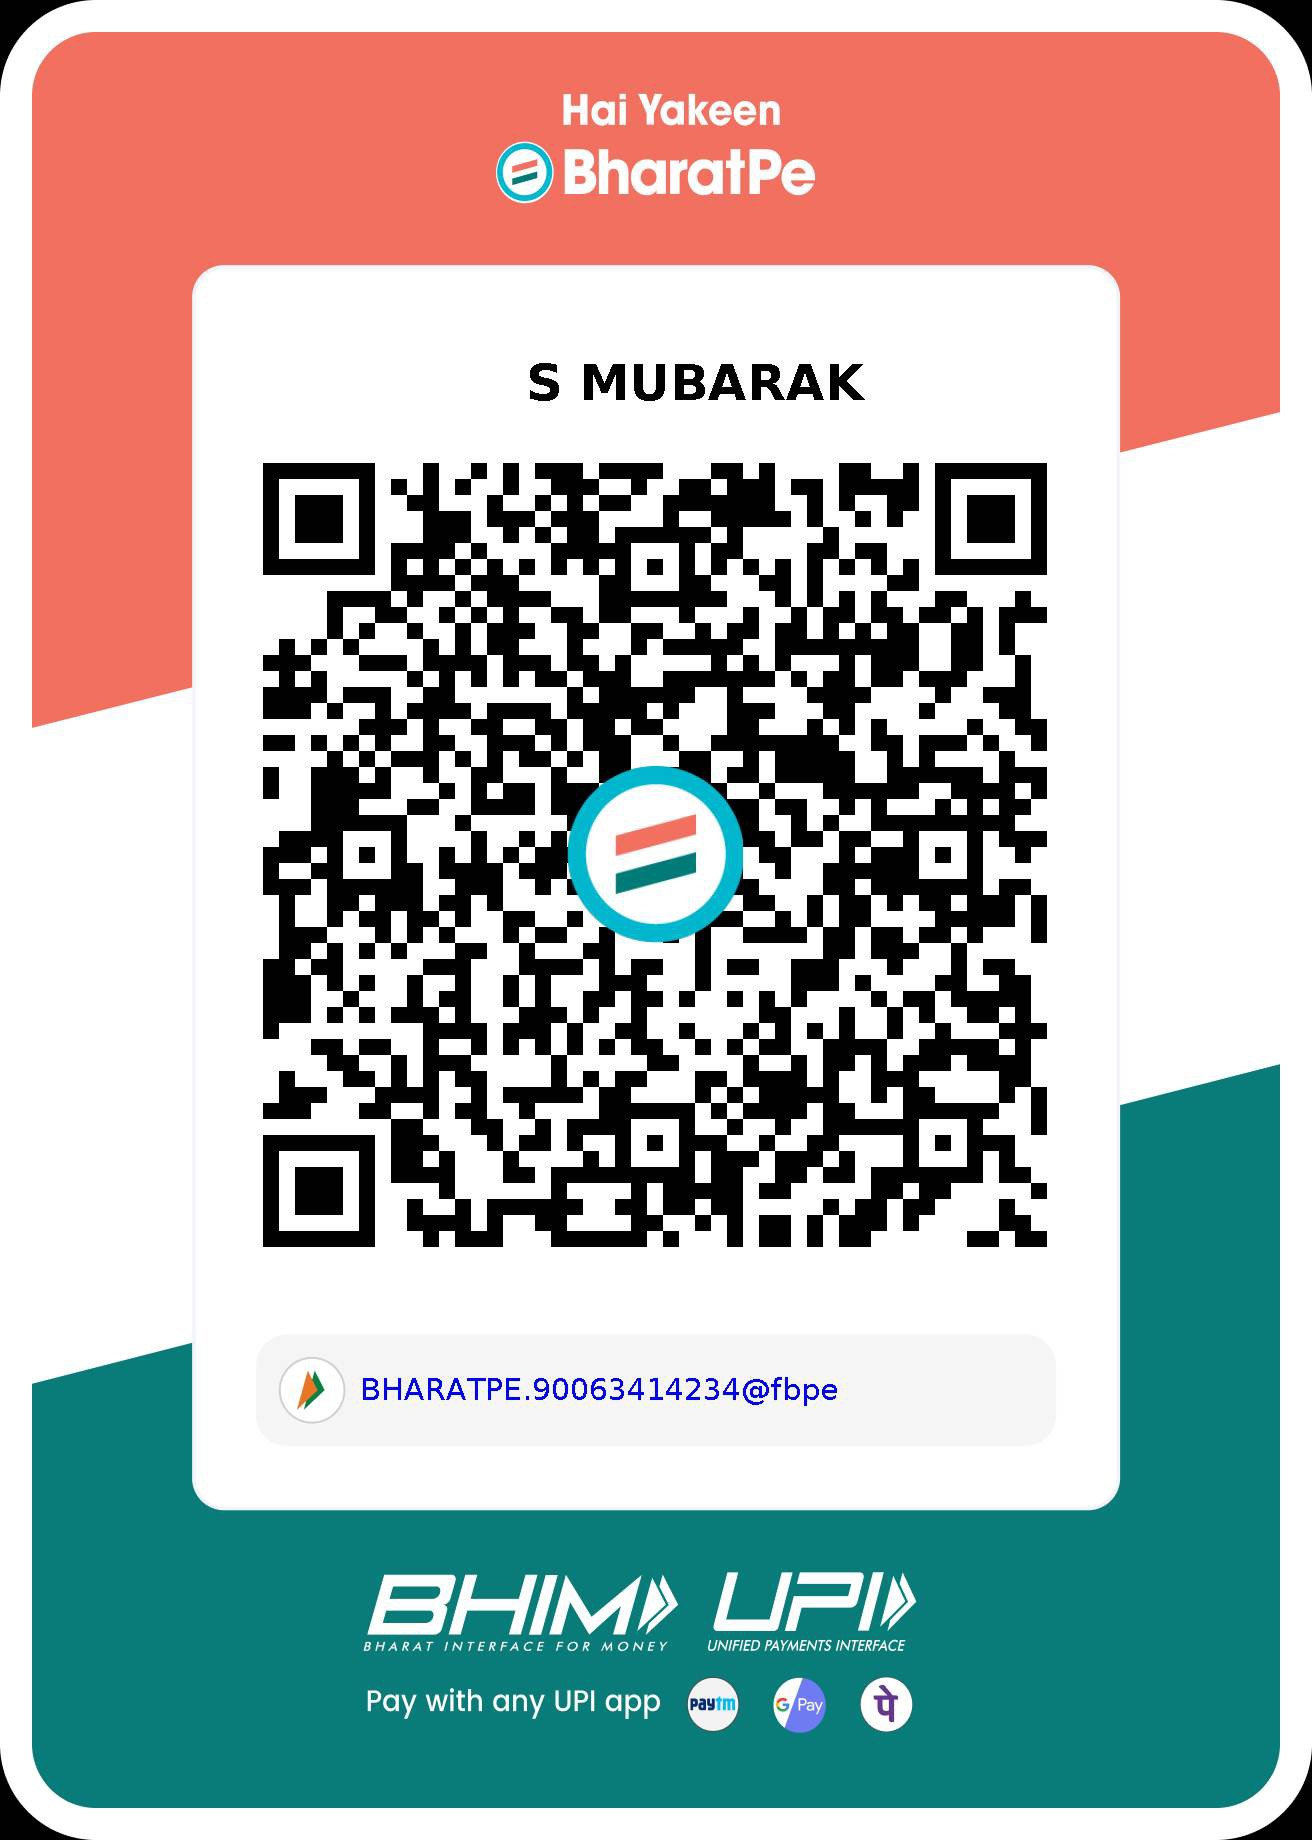 Hai Yakeen
BharatPe
S MUBARAK
BHARATPE.90063414234@fbpe
BHIM UPI
BHARAT INTERFACE FOR MONEY UNIFIED PAYMENTS INTERFACE
Pay with any UPI app paytm G Pay पे